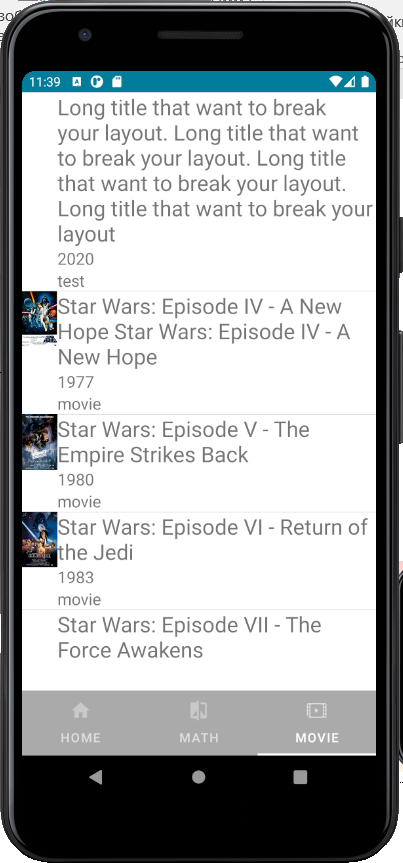 11:39
Long title that want to break
your layout. Long title that want
to break your layout. Long title
that want to break your layout.
Long title that want to break your
layout
2020
test
Star Wars: Episode IV - A New
Hope Star Wars: Episode IV - A
New Hope
1977
movie
Star Wars: Episode V - The
Empire Strikes Back
1980
movie
Star Wars: Episode VI - Return of
the Jedi
1983
movie
Star Wars: Episode VII - The
Force Awakens
HOME MATH MOVIE